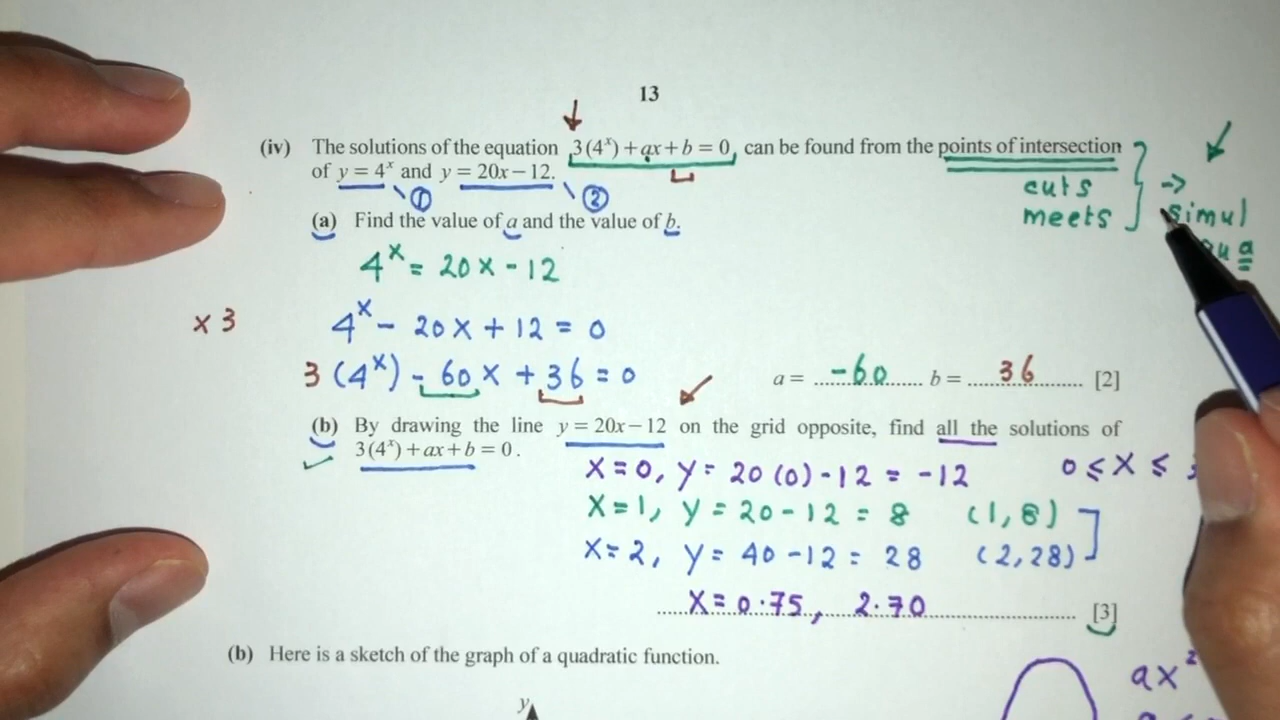 13
(iv) The solutions of the equation 3(4ˣ)+ax+b=0, can be found from the points of intersection
of y=4ˣ and y=20x−12.
① ②
cuts
meets
→
simul
(a) Find the value of a and the value of b.
4ˣ = 20x - 12
×3 4ˣ - 20x + 12 = 0
3(4ˣ) - 60x + 36 = 0
a = -60 b = 36 [2]
(b) By drawing the line y=20x−12 on the grid opposite, find all the solutions of
3(4ˣ)+ax+b=0.
x=0, y= 20(0)-12 = -12 0≤x≤
x=1, y=20-12 = 8 (1,8)
x=2, y= 40-12 = 28 (2,28)
x=0.75, 2.70 [3]
(b) Here is a sketch of the graph of a quadratic function.
ax²
y